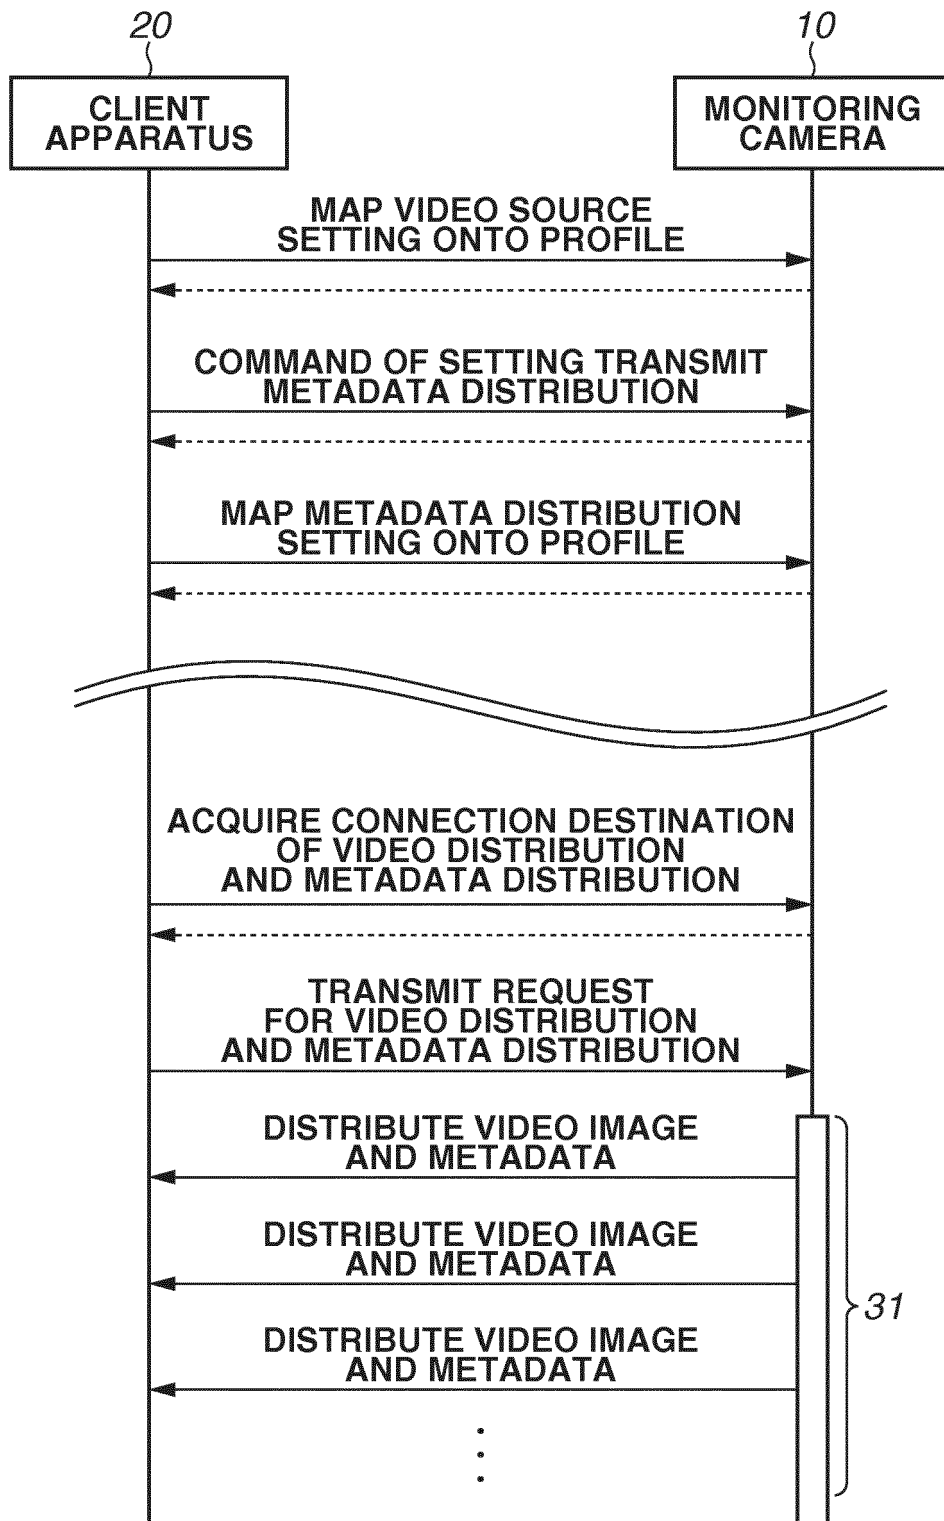 20
10
CLIENT
APPARATUS
MONITORING
CAMERA
MAP VIDEO SOURCE
SETTING ONTO PROFILE
COMMAND OF SETTING TRANSMIT
METADATA DISTRIBUTION
MAP METADATA DISTRIBUTION
SETTING ONTO PROFILE
ACQUIRE CONNECTION DESTINATION
OF VIDEO DISTRIBUTION
AND METADATA DISTRIBUTION
TRANSMIT REQUEST
FOR VIDEO DISTRIBUTION
AND METADATA DISTRIBUTION
DISTRIBUTE VIDEO IMAGE
AND METADATA
DISTRIBUTE VIDEO IMAGE
AND METADATA
31
DISTRIBUTE VIDEO IMAGE
AND METADATA